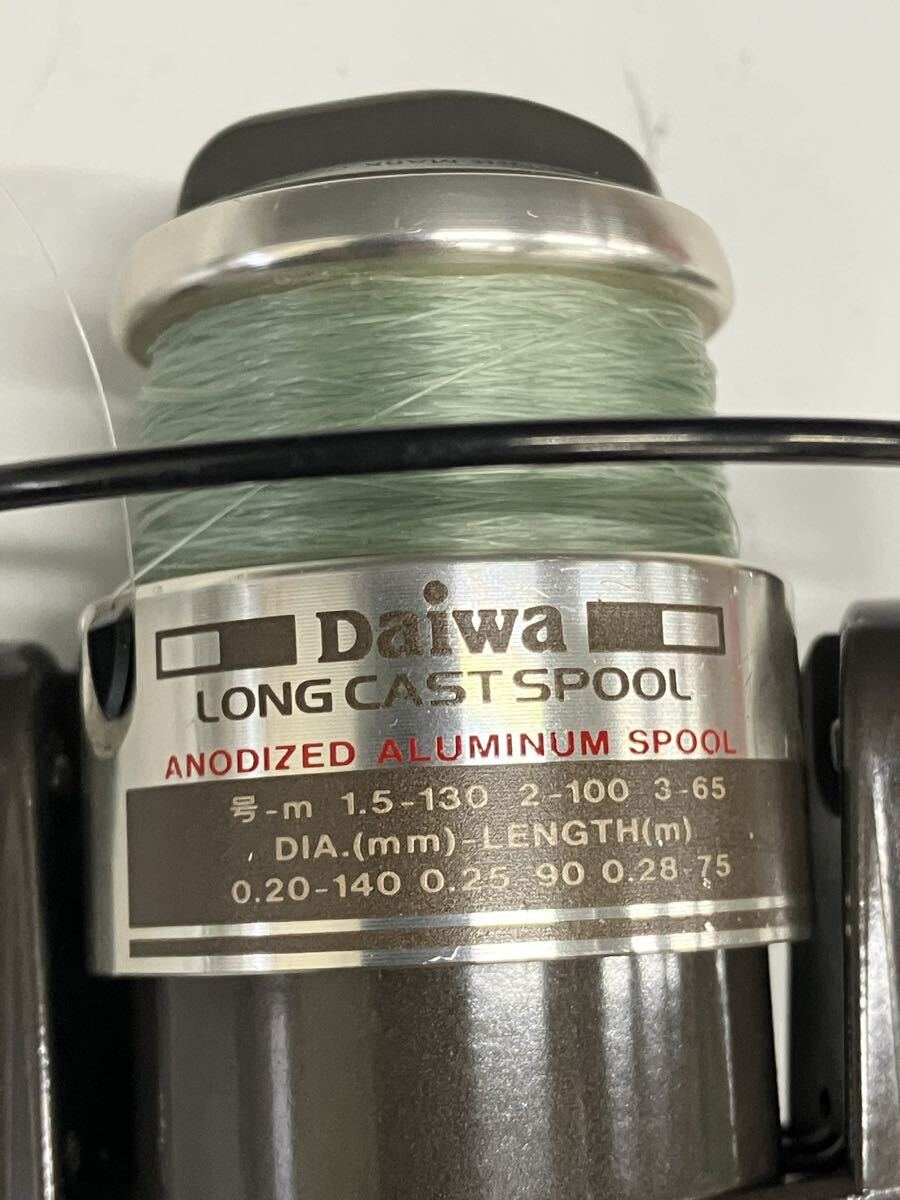 MARK
Daiwa
LONG CAST SPOOL
ANODIZED ALUMINUM SPOOL
号-m 1.5-130 2-100 3-65
DIA.(mm)-LENGTH(m)
0.20-140 0.25 90 0.28-75